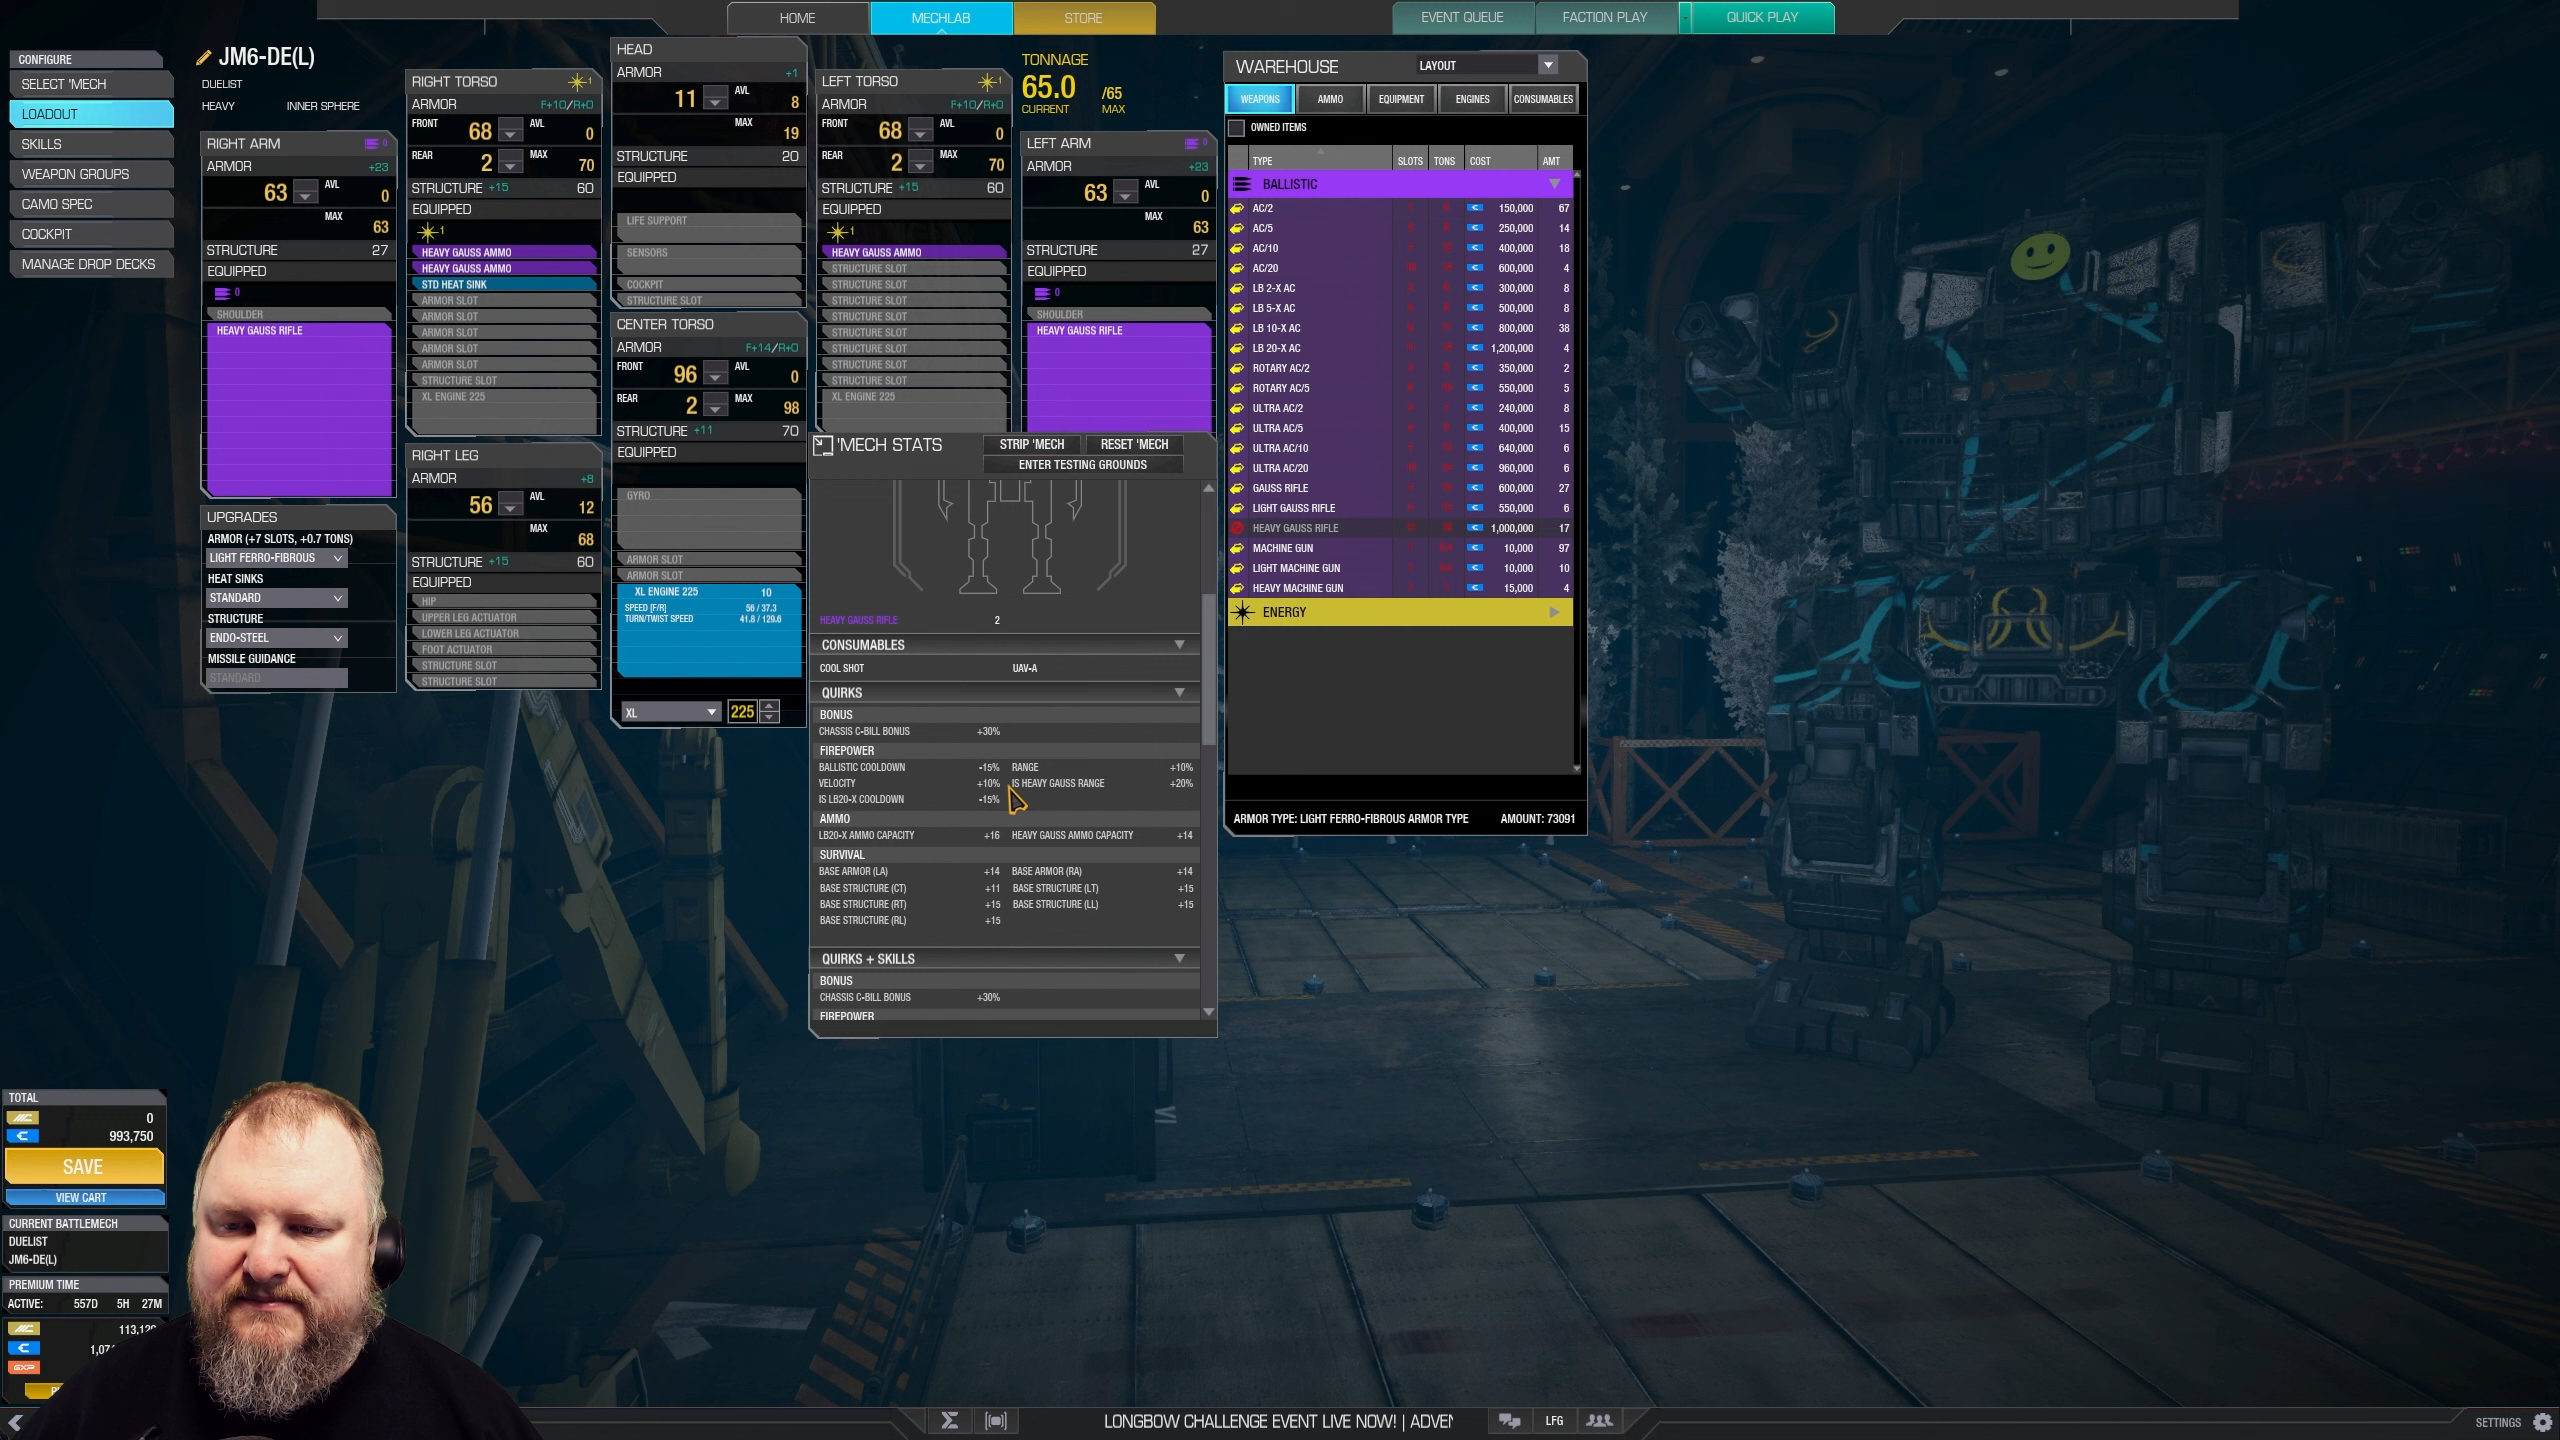 HOME
MECHLAB
STORE
EVENT QUEUE
FACTION PLAY
QUICK PLAY
CONFIGURE
SELECT 'MECH
LOADOUT
SKILLS
WEAPON GROUPS
CAMO SPEC
COCKPIT
MANAGE DROP DECKS
JM6-DE(L)
DUELIST
HEAVY INNER SPHERE
RIGHT ARM 0
ARMOR +23
63 AVL 0
MAX 63
STRUCTURE 27
EQUIPPED
0
SHOULDER
HEAVY GAUSS RIFLE
UPGRADES
ARMOR (+7 SLOTS, +0.7 TONS)
LIGHT FERRO-FIBROUS
HEAT SINKS
STANDARD
STRUCTURE
ENDO-STEEL
MISSILE GUIDANCE
STANDARD
RIGHT TORSO 1
ARMOR F+10/R+0
FRONT 68 AVL 0
REAR 2 MAX 70
STRUCTURE +15 60
EQUIPPED
1
HEAVY GAUSS AMMO
HEAVY GAUSS AMMO
STD HEAT SINK
ARMOR SLOT
ARMOR SLOT
ARMOR SLOT
ARMOR SLOT
ARMOR SLOT
STRUCTURE SLOT
XL ENGINE 225
RIGHT LEG
ARMOR +8
56 AVL 12
MAX 68
STRUCTURE +15 60
EQUIPPED
HIP
UPPER LEG ACTUATOR
LOWER LEG ACTUATOR
FOOT ACTUATOR
STRUCTURE SLOT
STRUCTURE SLOT
HEAD
ARMOR +1
11 AVL 8
MAX 19
STRUCTURE 20
EQUIPPED
LIFE SUPPORT
SENSORS
COCKPIT
STRUCTURE SLOT
CENTER TORSO
ARMOR F+14/R+0
FRONT 96 AVL 0
REAR 2 MAX 98
STRUCTURE +11 70
EQUIPPED
GYRO
ARMOR SLOT
ARMOR SLOT
XL ENGINE 225 10
SPEED [F/R] 56 / 37.3
TURN/TWIST SPEED 41.8 / 129.6
XL 225
LEFT TORSO 1
ARMOR F+10/R+0
FRONT 68 AVL 0
REAR 2 MAX 70
STRUCTURE +15 60
EQUIPPED
1
HEAVY GAUSS AMMO
STRUCTURE SLOT
STRUCTURE SLOT
STRUCTURE SLOT
STRUCTURE SLOT
STRUCTURE SLOT
STRUCTURE SLOT
STRUCTURE SLOT
STRUCTURE SLOT
XL ENGINE 225
TONNAGE
65.0 /65
CURRENT MAX
LEFT ARM 0
ARMOR +23
63 AVL 0
MAX 63
STRUCTURE 27
EQUIPPED
0
SHOULDER
HEAVY GAUSS RIFLE
'MECH STATS
STRIP 'MECH
RESET 'MECH
ENTER TESTING GROUNDS
HEAVY GAUSS RIFLE 2
CONSUMABLES
COOL SHOT UAV-A
QUIRKS
BONUS
CHASSIS C-BILL BONUS +30%
FIREPOWER
BALLISTIC COOLDOWN -15% RANGE +10%
VELOCITY +10% IS HEAVY GAUSS RANGE +20%
IS LB20-X COOLDOWN -15%
AMMO
LB20-X AMMO CAPACITY +16 HEAVY GAUSS AMMO CAPACITY +14
SURVIVAL
BASE ARMOR (LA) +14 BASE ARMOR (RA) +14
BASE STRUCTURE (CT) +11 BASE STRUCTURE (LT) +15
BASE STRUCTURE (RT) +15 BASE STRUCTURE (LL) +15
BASE STRUCTURE (RL) +15
QUIRKS + SKILLS
BONUS
CHASSIS C-BILL BONUS +30%
FIREPOWER
WAREHOUSE LAYOUT
WEAPONS AMMO EQUIPMENT ENGINES CONSUMABLES
OWNED ITEMS
TYPE SLOTS TONS COST AMT
BALLISTIC
AC/2 C 150,000 67
AC/5 C 250,000 14
AC/10 C 400,000 18
AC/20 C 600,000 4
LB 2-X AC C 300,000 8
LB 5-X AC C 500,000 8
LB 10-X AC C 800,000 38
LB 20-X AC C 1,200,000 4
ROTARY AC/2 C 350,000 2
ROTARY AC/5 C 550,000 5
ULTRA AC/2 C 240,000 8
ULTRA AC/5 C 400,000 15
ULTRA AC/10 C 640,000 6
ULTRA AC/20 C 960,000 6
GAUSS RIFLE C 600,000 27
LIGHT GAUSS RIFLE C 550,000 6
HEAVY GAUSS RIFLE C 1,000,000 17
MACHINE GUN C 10,000 97
LIGHT MACHINE GUN C 10,000 10
HEAVY MACHINE GUN C 15,000 4
ENERGY
ARMOR TYPE: LIGHT FERRO-FIBROUS ARMOR TYPE AMOUNT: 73091
TOTAL
MC 0
C 993,750
SAVE
VIEW CART
CURRENT BATTLEMECH
DUELIST
JM6-DE(L)
PREMIUM TIME
ACTIVE: 557D 5H 27M
MC
C
GXP
LONGBOW CHALLENGE EVENT LIVE NOW! | ADVE
LFG
SETTINGS